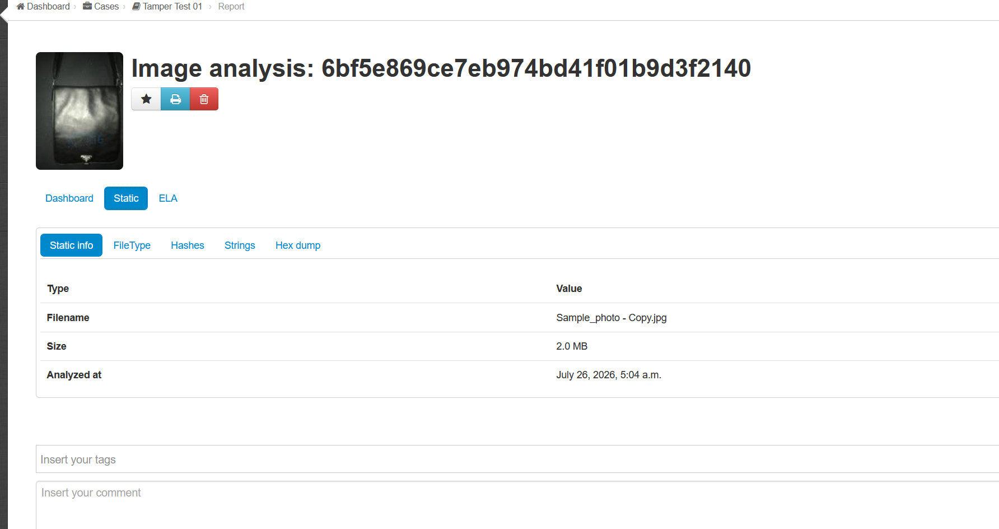 Dashboard › Cases › Tamper Test 01 › Report
Image analysis: 6bf5e869ce7eb974bd41f01b9d3f2140
Dashboard Static ELA
Static info FileType Hashes Strings Hex dump
Type Value
Filename Sample_photo - Copy.jpg
Size 2.0 MB
Analyzed at July 26, 2026, 5:04 a.m.
Insert your tags
Insert your comment